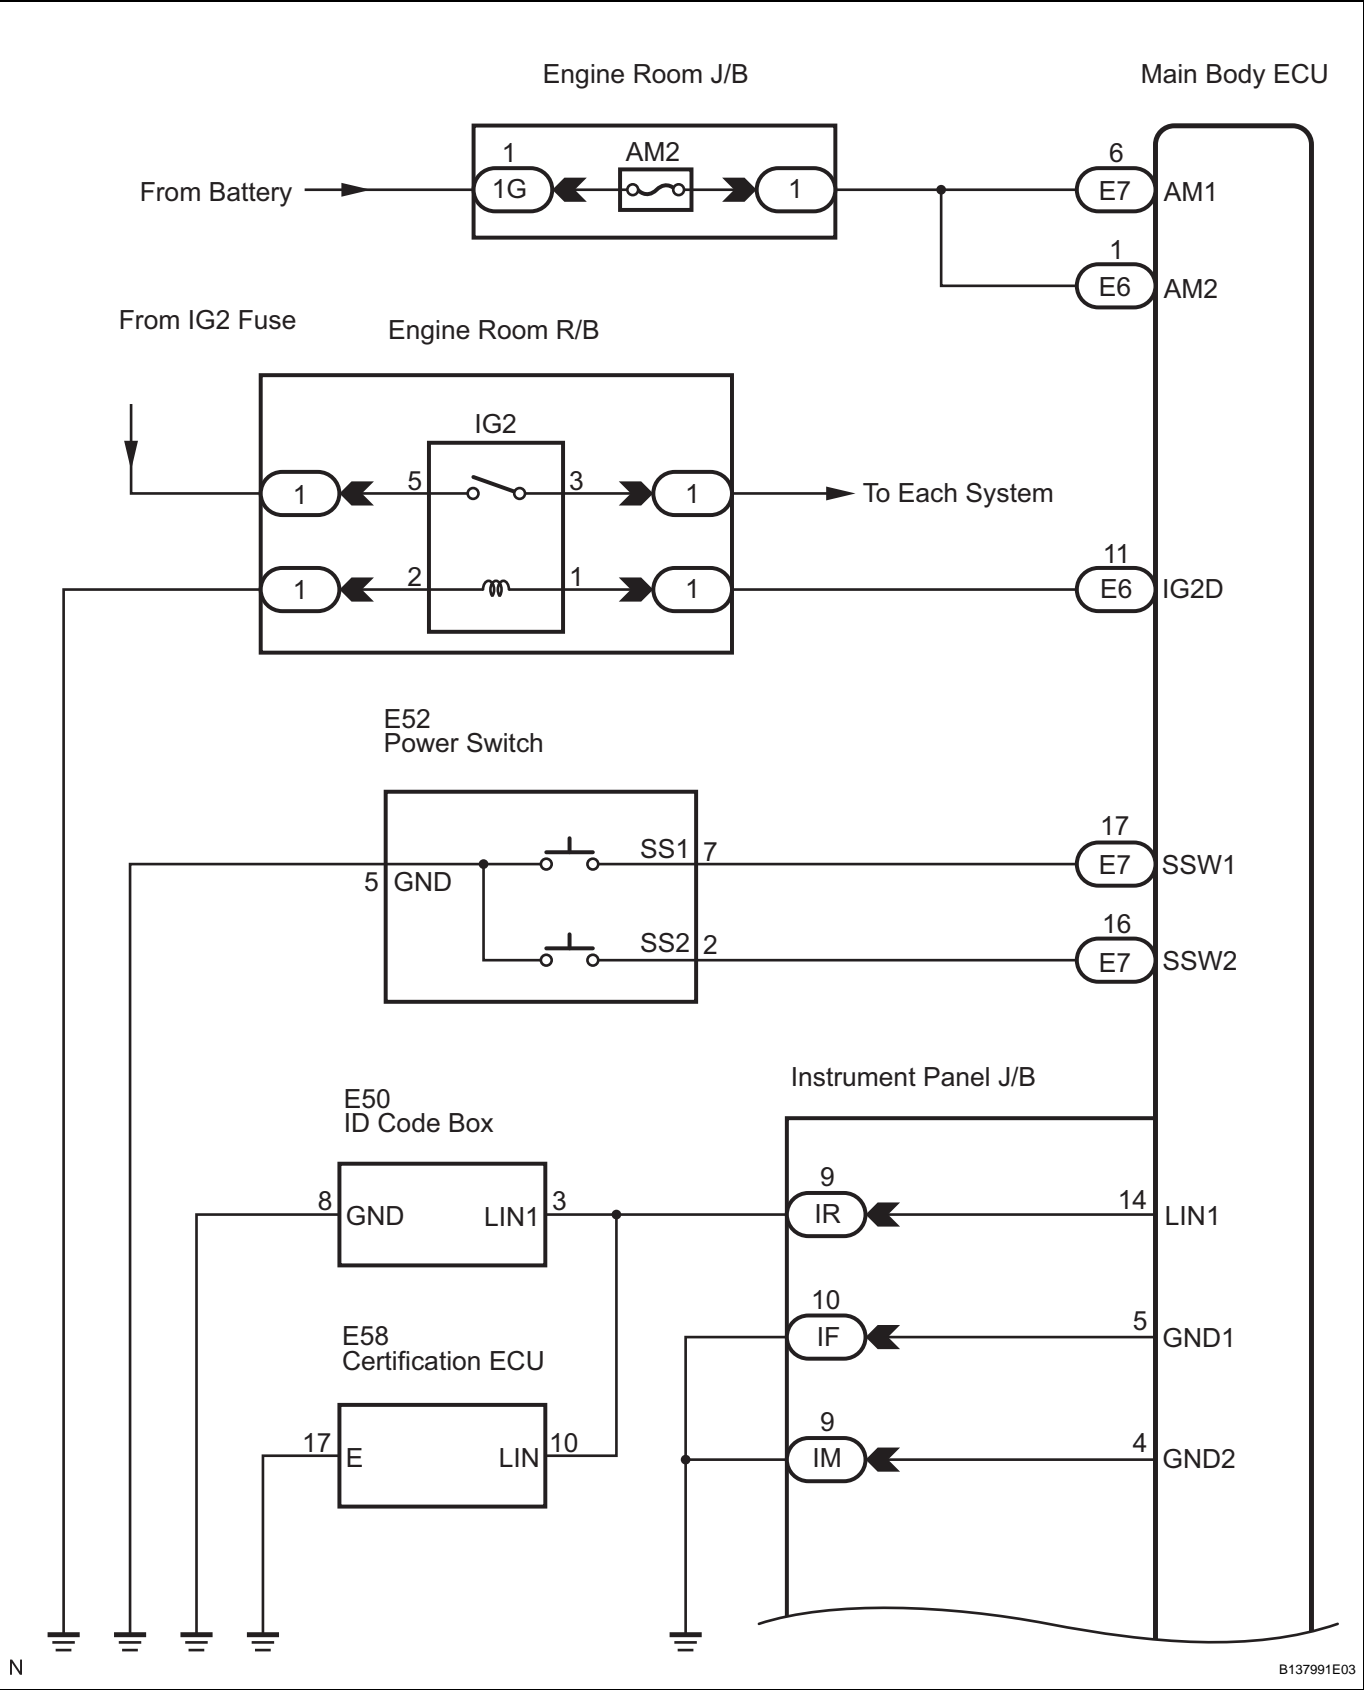 Engine Room J/B
Main Body ECU
1
AM2
6
From Battery
1G
1
E7
AM1
1
E6
AM2
From IG2 Fuse
Engine Room R/B
IG2
1
5
3
1
To Each System
11
1
2
1
1
E6
IG2D
E52
Power Switch
17
SS1
7
E7
SSW1
5
GND
16
SS2
2
E7
SSW2
Instrument Panel J/B
E50
ID Code Box
9
8
GND
LIN1
3
IR
14
LIN1
10
IF
5
GND1
E58
Certification ECU
9
17
E
LIN
10
IM
4
GND2
N
B137991E03